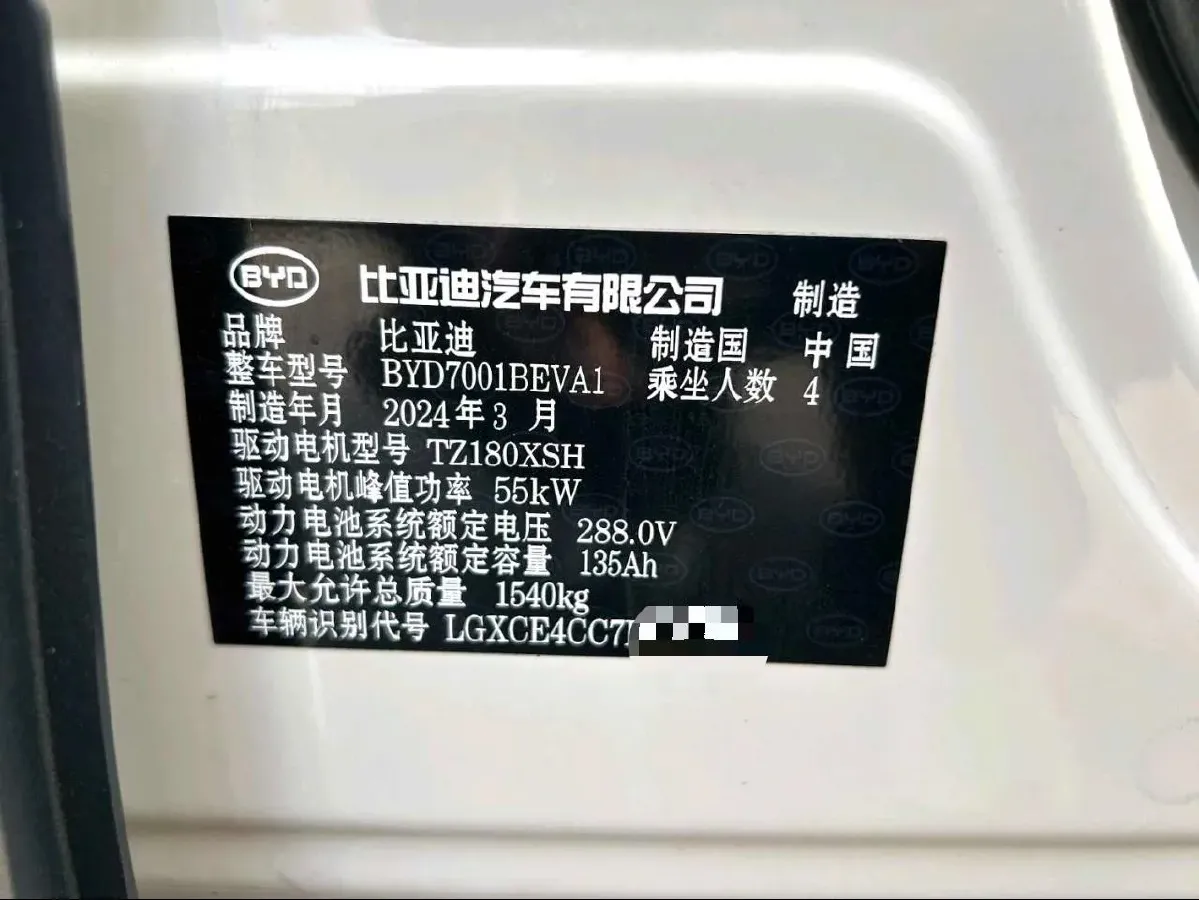 BYD 比亚迪汽车有限公司 制造
品牌 比亚迪 制造国 中国
整车型号 BYD7001BEVA1 乘坐人数 4
制造年月 2024年3月
驱动电机型号 TZ180XSH
驱动电机峰值功率 55kW
动力电池系统额定电压 288.0V
动力电池系统额定容量 135Ah
最大允许总质量 1540kg
车辆识别代号 LGXCE4CC7